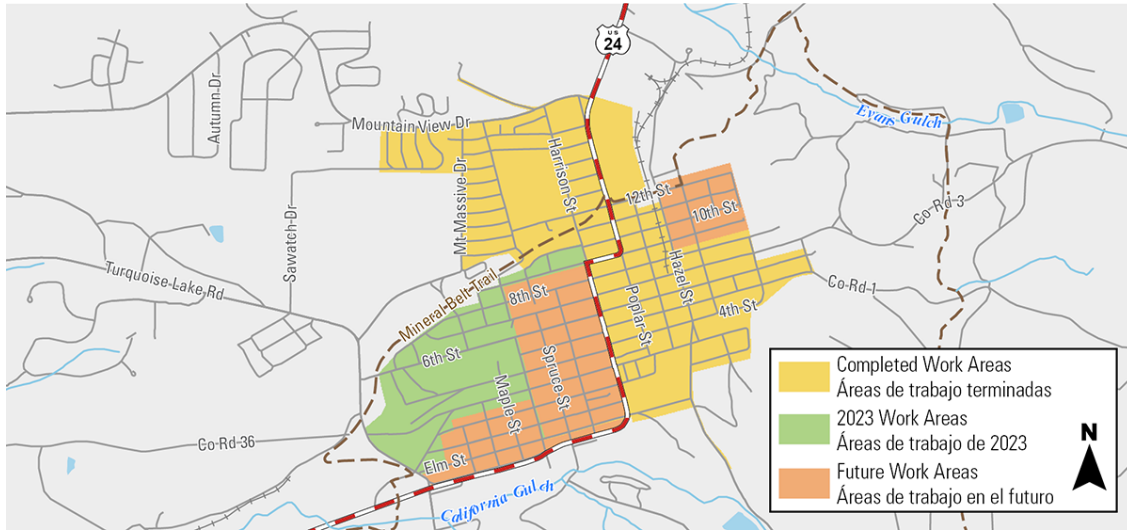 US
24
Evans Gulch
Autumn Dr
Mountain View Dr
Harrison St
Mt Massive Dr
12th St
10th St
Co Rd 3
Sawatch Dr
Turquoise Lake Rd
Hazel St
Mineral Belt Trail
8th St
Poplar St
4th St
Co Rd 1
6th St
Spruce St
Maple St
Co Rd 36
Elm St
California Gulch
Completed Work Areas
Áreas de trabajo terminadas
2023 Work Areas
Áreas de trabajo de 2023
Future Work Areas
Áreas de trabajo en el futuro
N